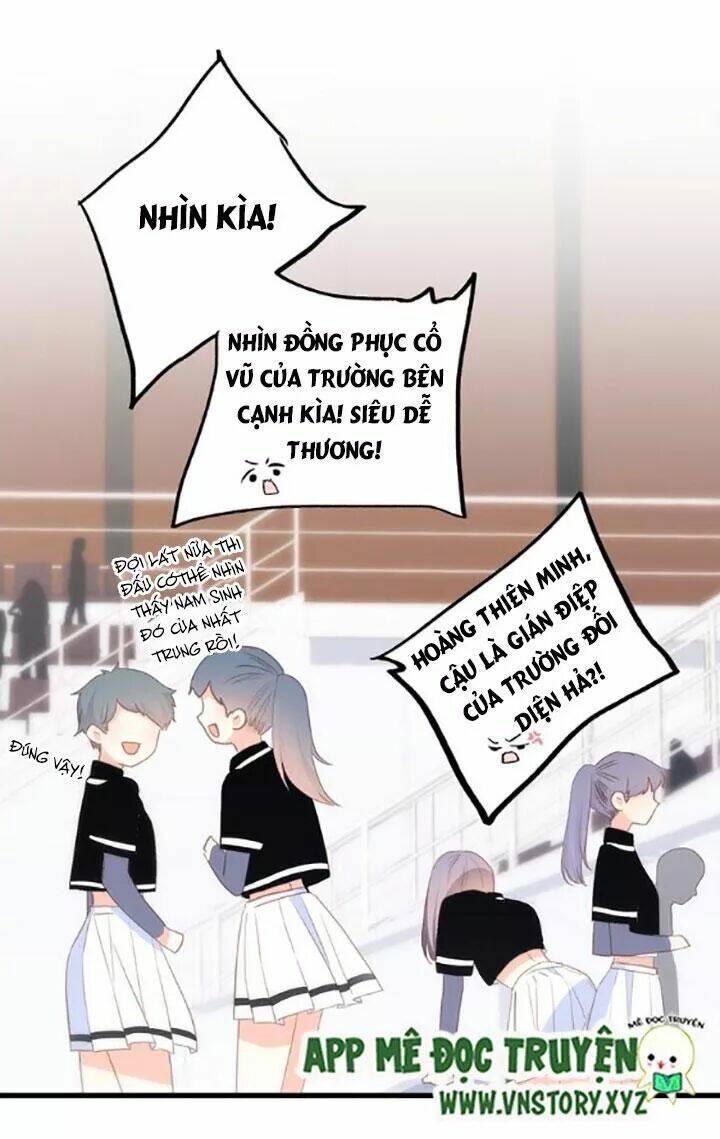 NHÌN KÌA!
NHÌN ĐỒNG PHỤC CỔ
VŨ CỦA TRƯỜNG BÊN
CẠNH KÌA! SIÊU DỄ
THƯƠNG!
ĐỢI LÁT NỮA THI
ĐẤU CÓ THỂ NHÌN
THẤY NAM SINH
ĐÓ CỦA NHẤT
TRUNG RỒI!
ĐÚNG VẬY!
HOÀNG THIÊN MINH,
CẬU LÀ GIÁN ĐIỆP
CỦA TRƯỜNG ĐỐI
DIỆN HẢ?!
MÊ ĐỌC TRUYỆN
APP MÊ ĐỌC TRUYỆN
WWW.VNSTORY.XYZ